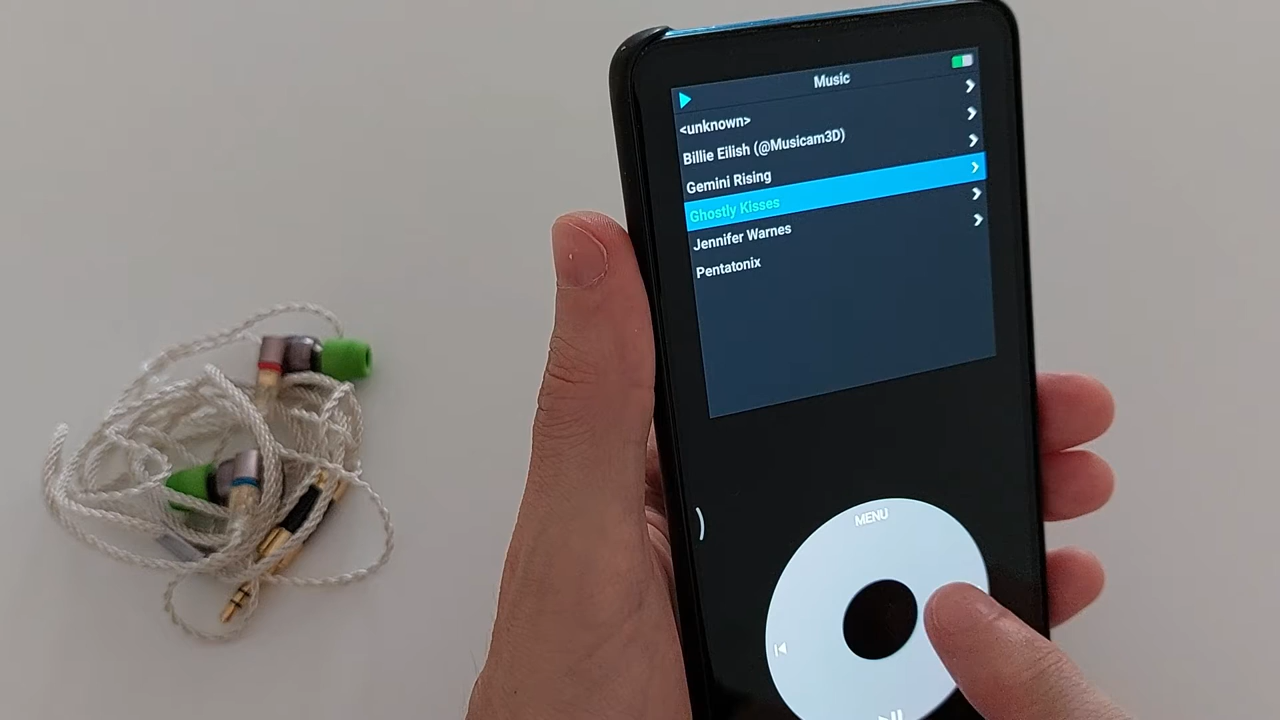 Music
<unknown>
Billie Eilish (@Musicam3D)
Gemini Rising
Ghostly Kisses
Jennifer Warnes
Pentatonix
MENU